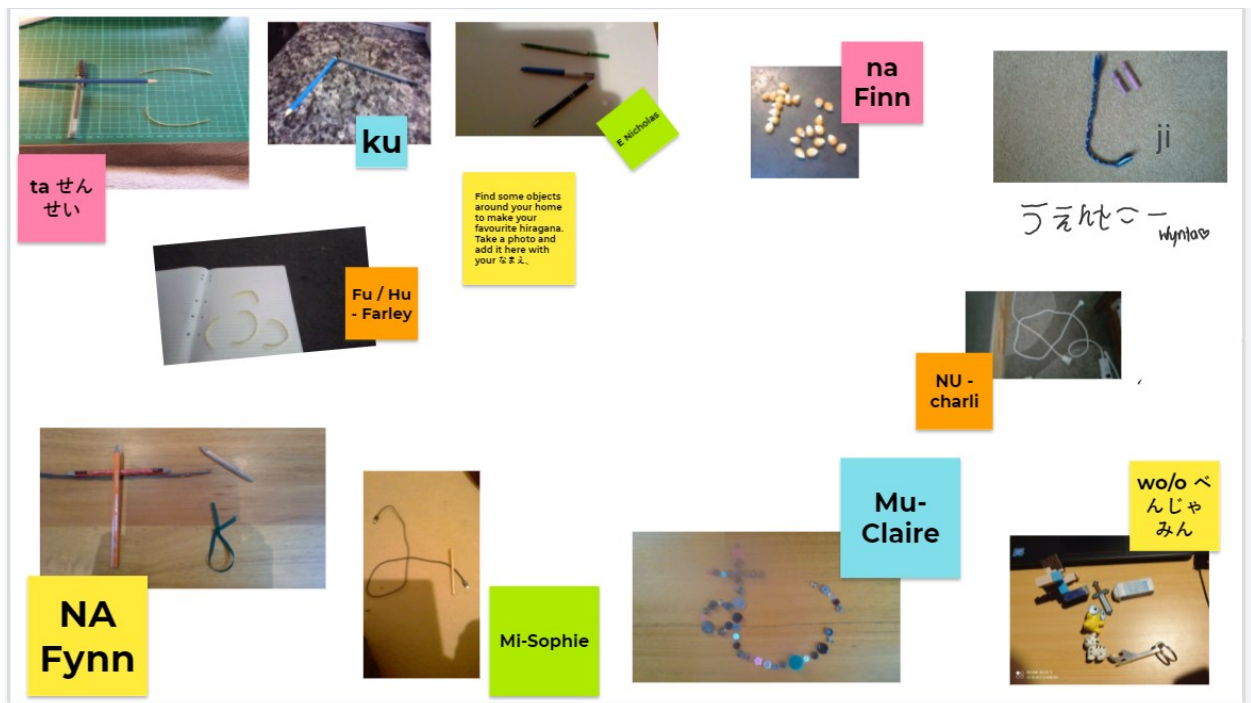 ta せん
せい
ku
E Nicholas
na
Finn
ji
wynta♡
Find some objects
around your home
to make your
favourite hiragana.
Take a photo and
add it here with
your なまえ、
Fu / Hu
- Farley
NU -
charli
NA
Fynn
Mi-Sophie
Mu-
Claire
wo/o べ
んじゃ
みん